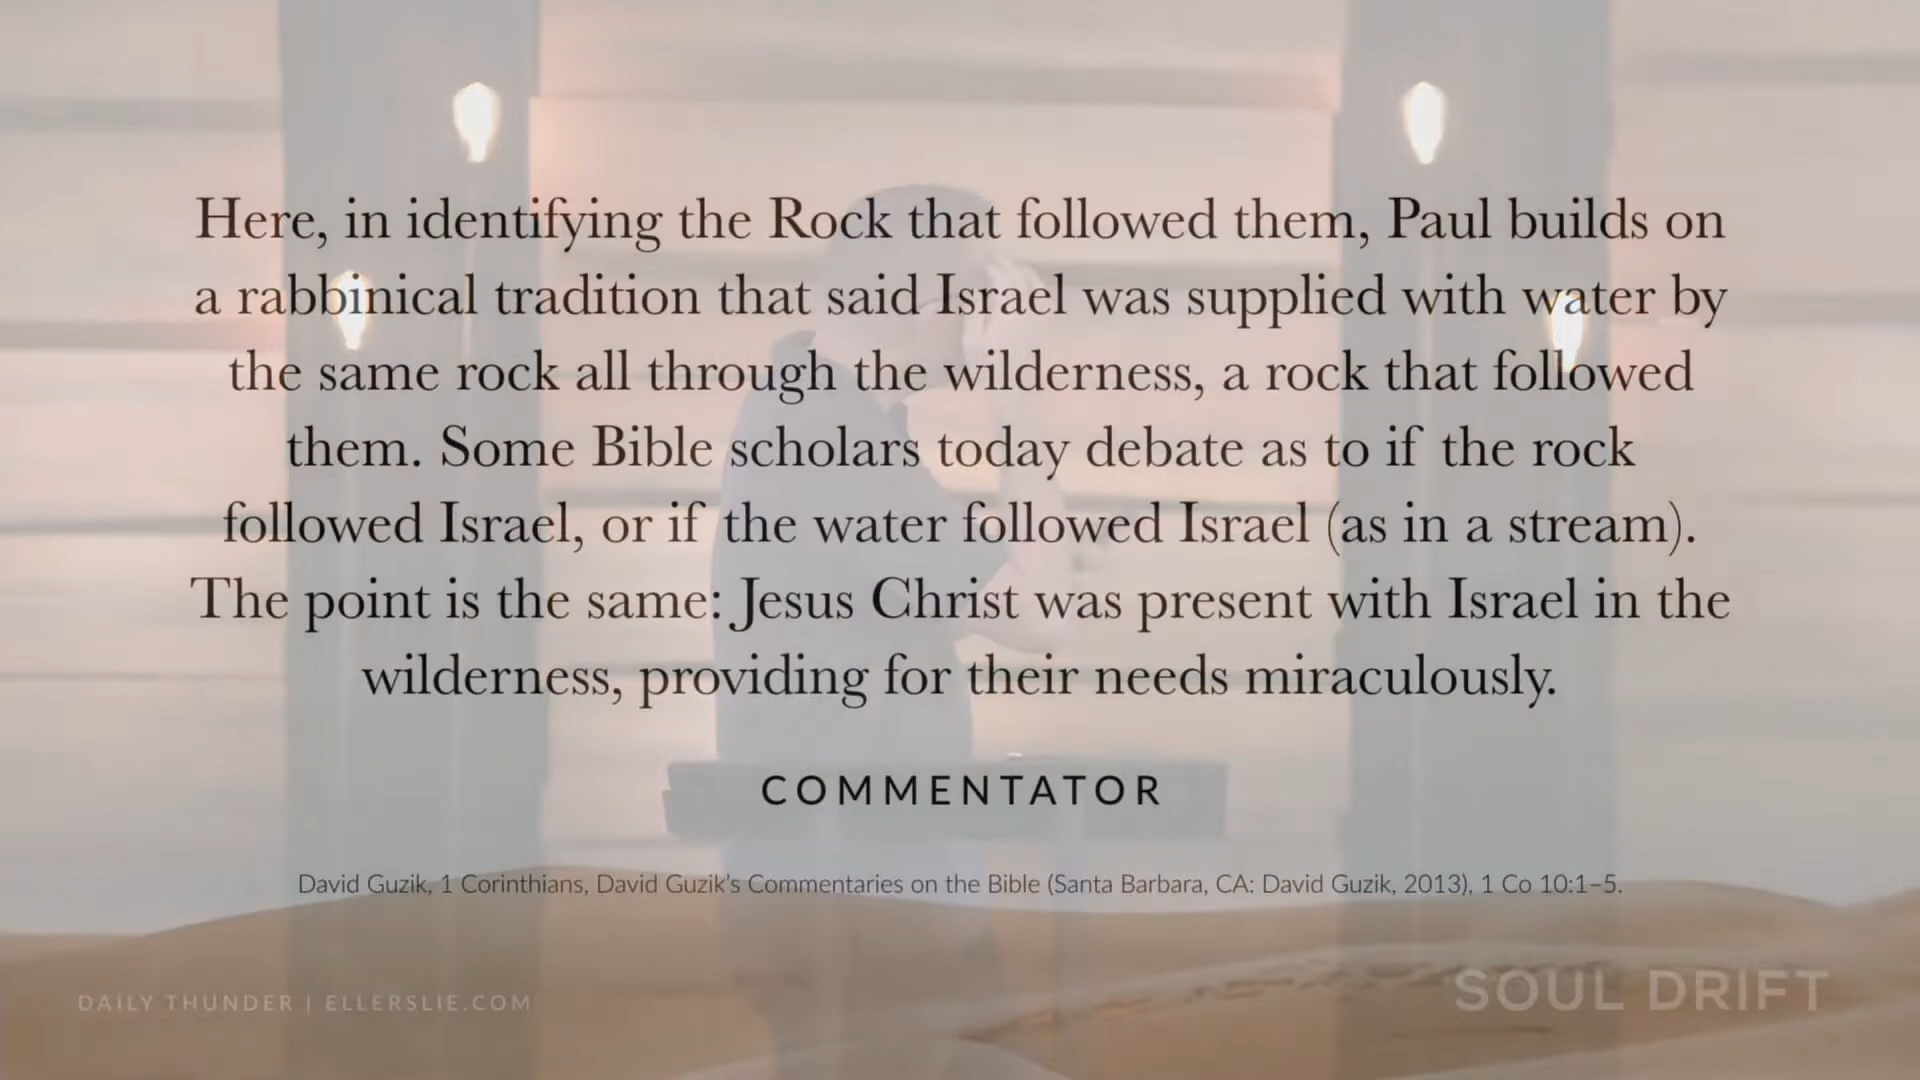 Here, in identifying the Rock that followed them, Paul builds on
a rabbinical tradition that said Israel was supplied with water by
the same rock all through the wilderness, a rock that followed
them. Some Bible scholars today debate as to if the rock
followed Israel, or if the water followed Israel (as in a stream).
The point is the same: Jesus Christ was present with Israel in the
wilderness, providing for their needs miraculously.
COMMENTATOR
David Guzik, 1 Corinthians, David Guzik's Commentaries on the Bible (Santa Barbara, CA: David Guzik, 2013), 1 Co 10:1–5.
DAILY THUNDER | ELLERSLIE.COM
SOUL DRIFT